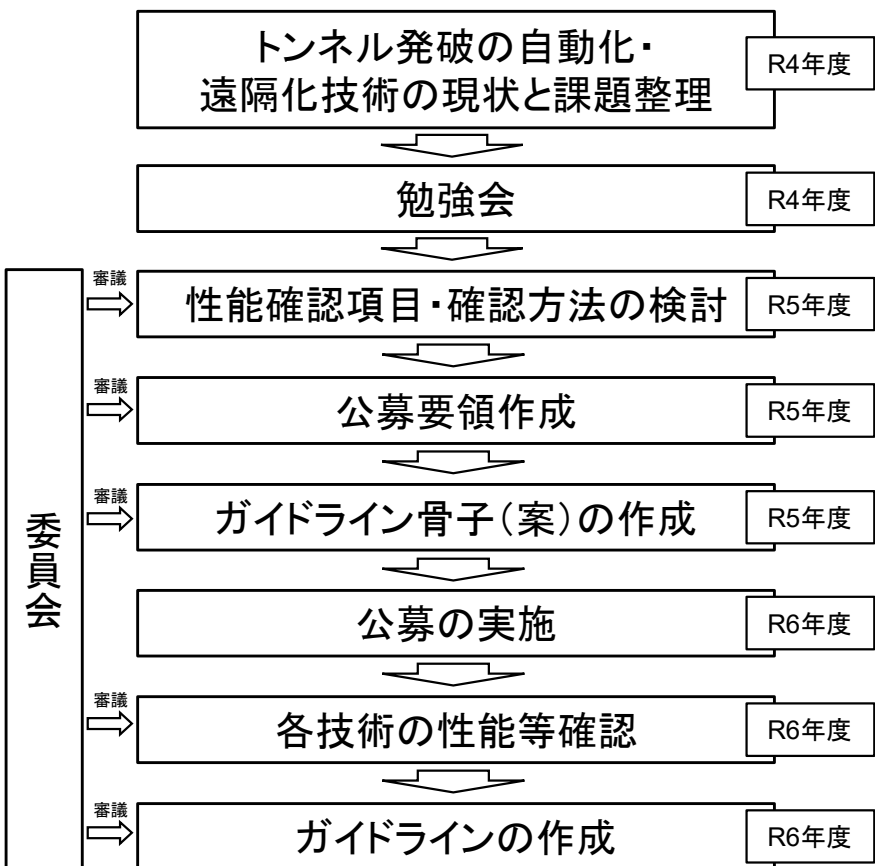 トンネル発破の自動化・
遠隔化技術の現状と課題整理
R4年度
勉強会
R4年度
委員会
審議
性能確認項目・確認方法の検討
R5年度
審議
公募要領作成
R5年度
審議
ガイドライン骨子(案)の作成
R5年度
公募の実施
R6年度
審議
各技術の性能等確認
R6年度
審議
ガイドラインの作成
R6年度